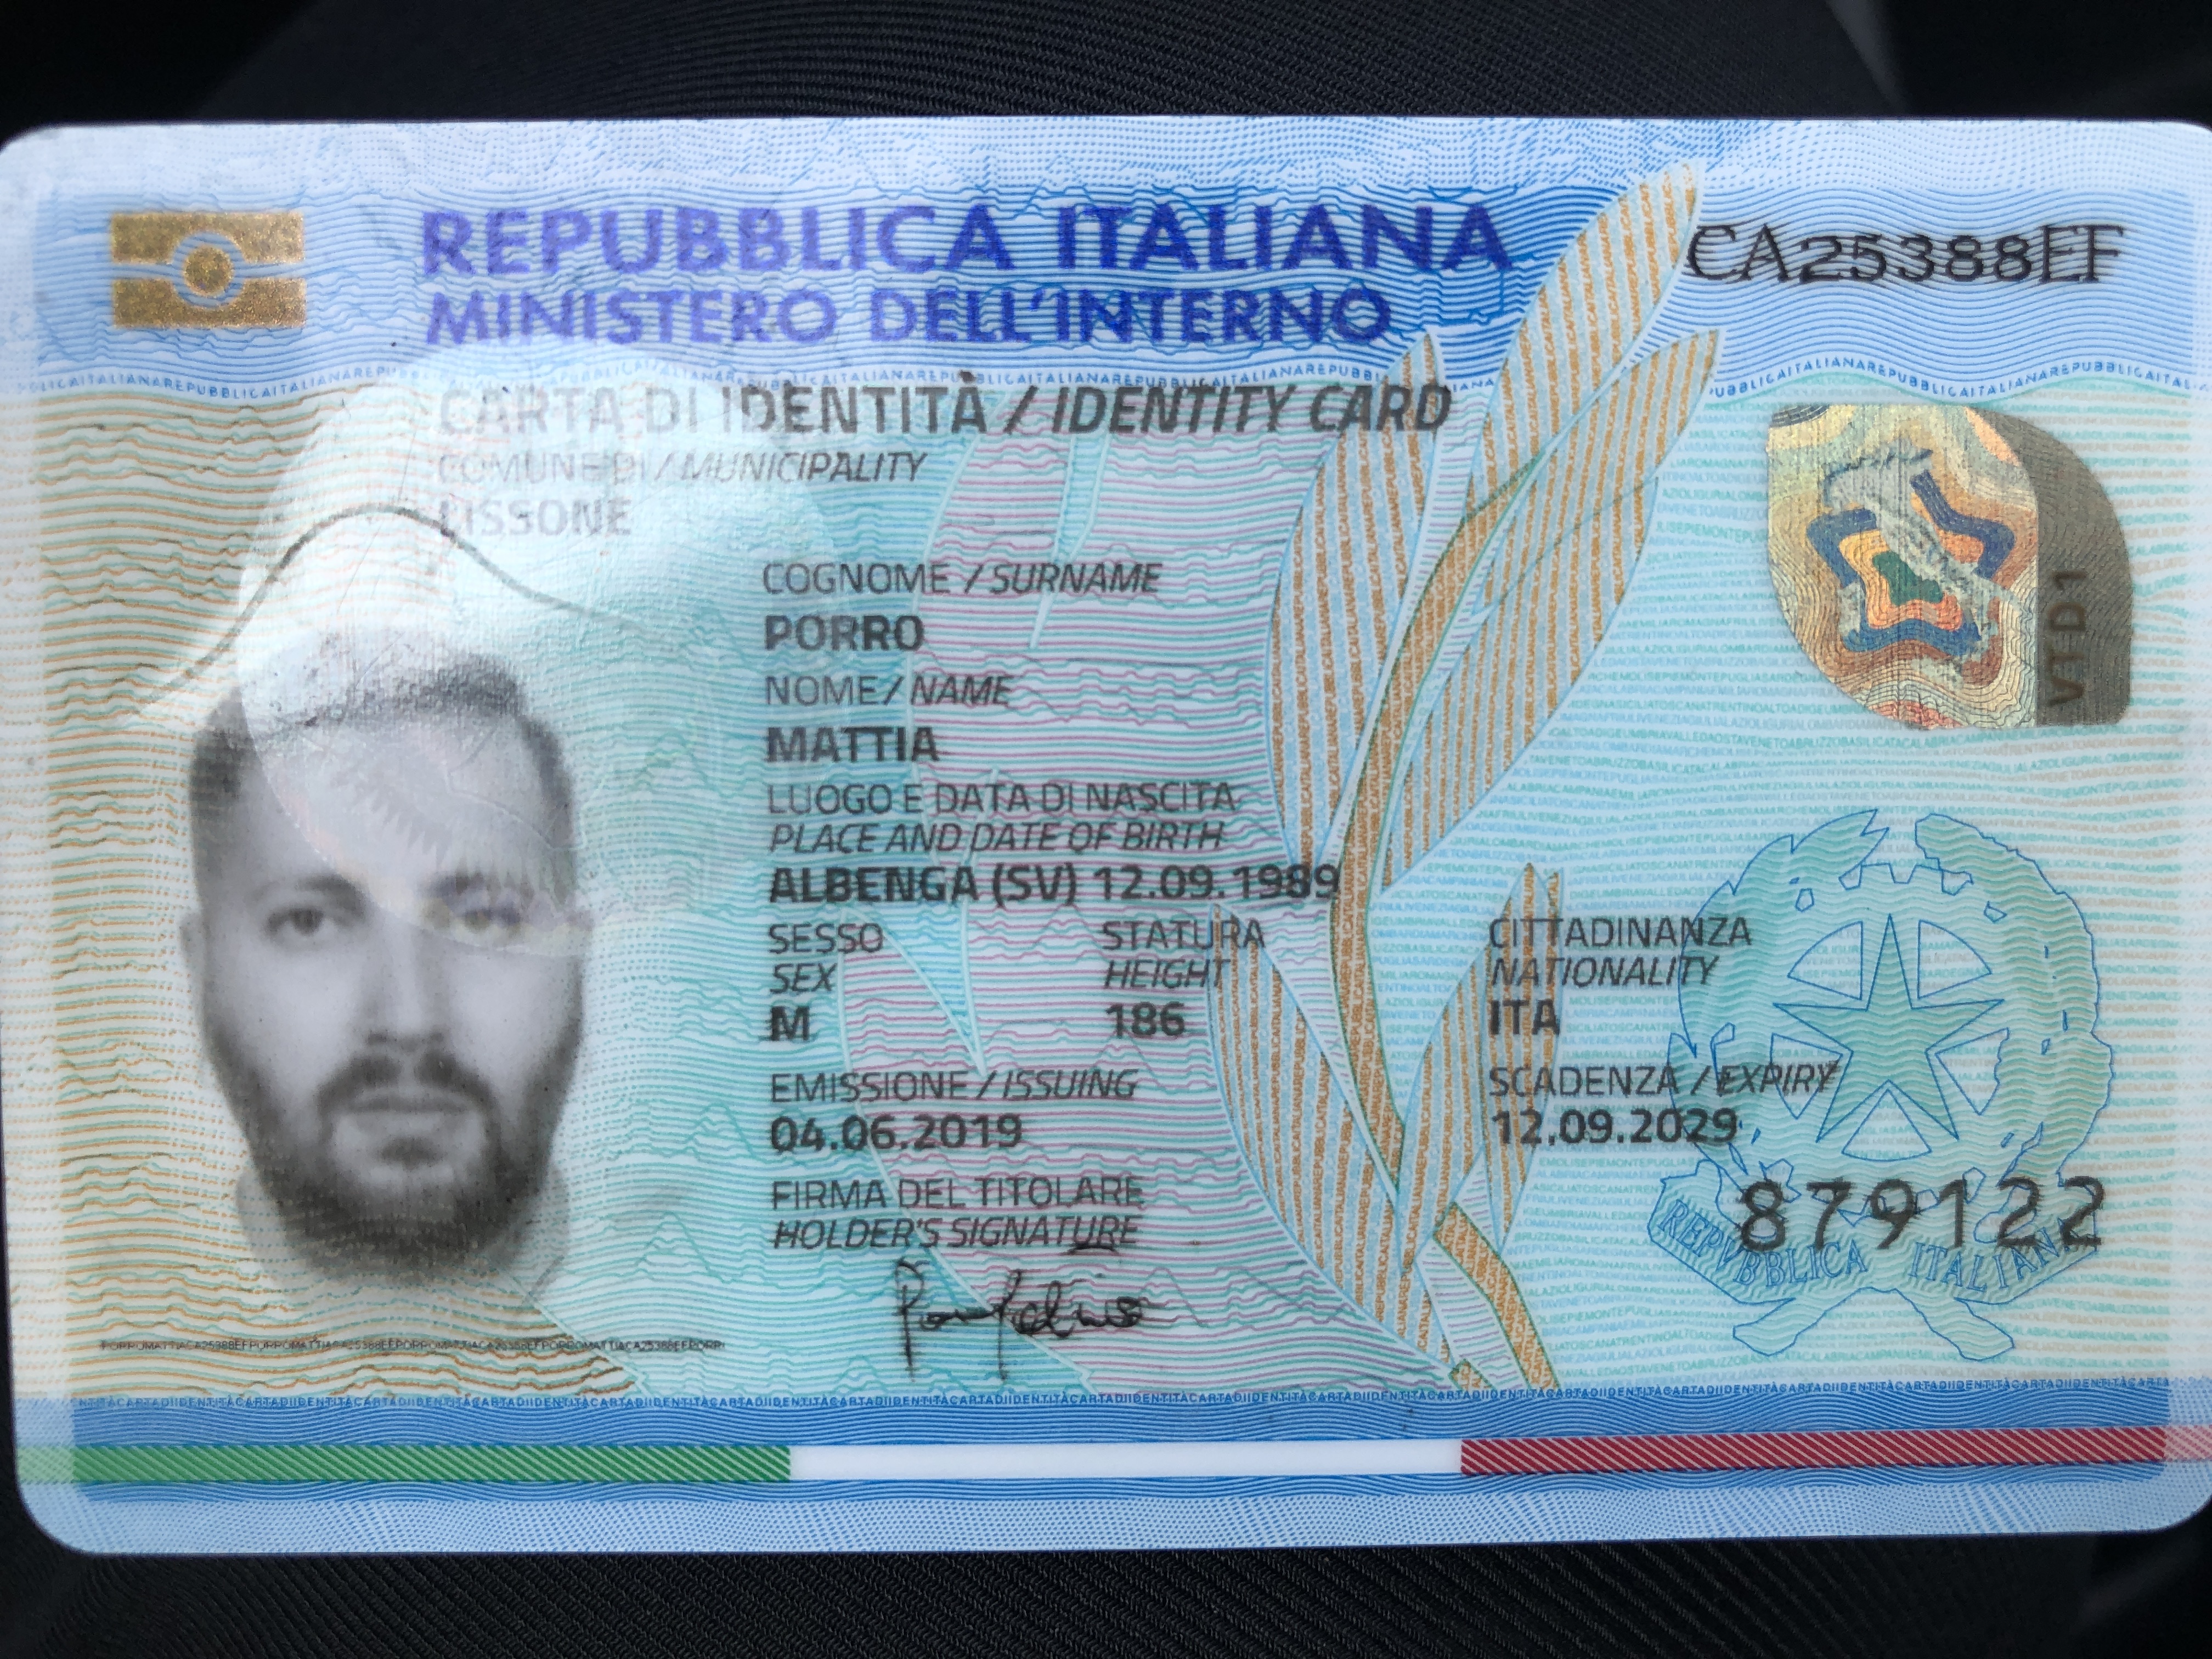 REPUBBLICA ITALIANA
MINISTERO DELL'INTERNO
CA25388EF
CARTA DI IDENTITÀ / IDENTITY CARD
COMUNE DI / MUNICIPALITY
LISSONE
COGNOME / SURNAME
PORRO
NOME / NAME
MATTIA
LUOGO E DATA DI NASCITA
PLACE AND DATE OF BIRTH
ALBENGA (SV) 12.09.1989
SESSO STATURA CITTADINANZA
SEX HEIGHT NATIONALITY
M 186 ITA
EMISSIONE / ISSUING SCADENZA / EXPIRY
04.06.2019 12.09.2029
FIRMA DEL TITOLARE
HOLDER'S SIGNATURE
879122
VTD1
REPVBBLICA ITALIANA